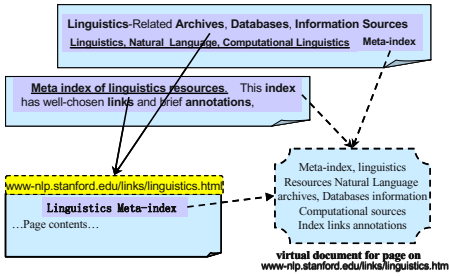 Linguistics-Related Archives, Databases, Information Sources
Linguistics, Natural Language, Computational Linguistics Meta-index
Meta index of linguistics resources. This index
has well-chosen links and brief annotations,
www-nlp.stanford.edu/links/linguistics.html
Linguistics Meta-index
…Page contents…
Meta-index, linguistics
Resources Natural Language
archives, Databases information
Computational sources
Index links annotations
virtual document for page on
www-nlp.stanford.edu/links/linguistics.htm